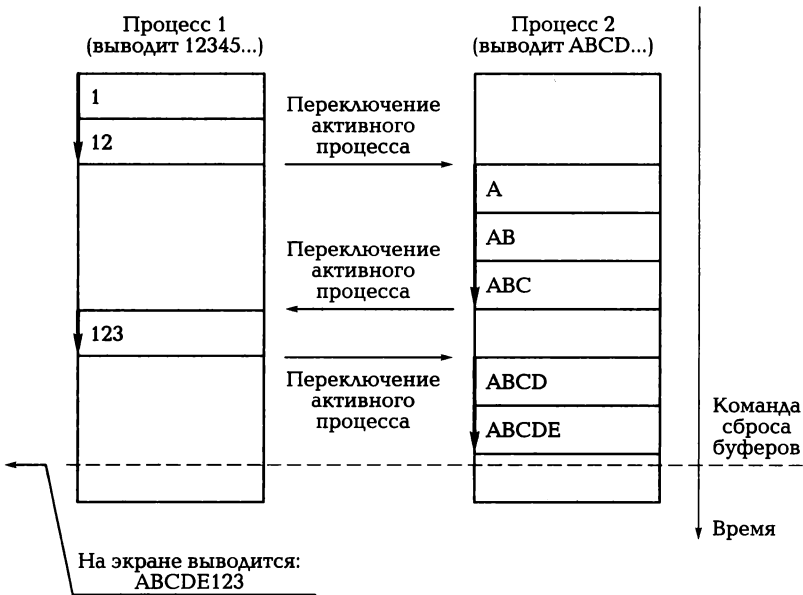 Процесс 1
(выводит 12345...)
Процесс 2
(выводит ABCD...)
1
12
Переключение
активного
процесса
A
AB
ABC
Переключение
активного
процесса
123
Переключение
активного
процесса
ABCD
ABCDE
Команда
сброса
буферов
Время
На экране выводится:
ABCDE123